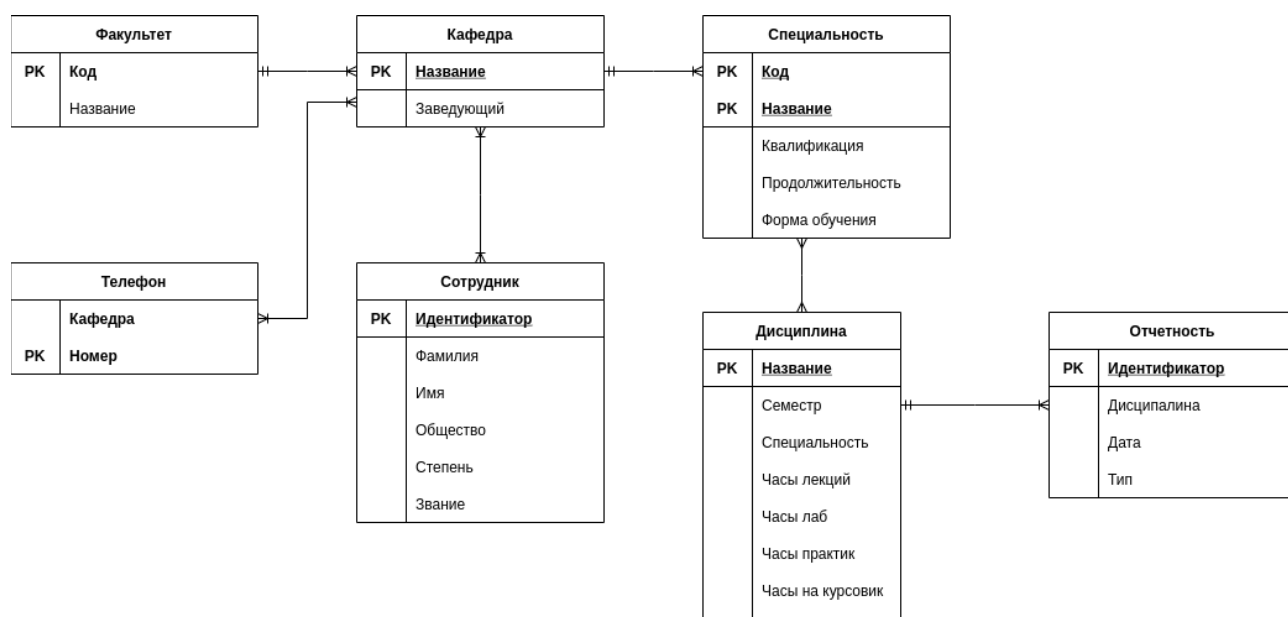 Факультет
PK Код
Название
Кафедра
PK Название
Заведующий
Специальность
PK Код
PK Название
Квалификация
Продолжительность
Форма обучения
Телефон
Кафедра
PK Номер
Сотрудник
PK Идентификатор
Фамилия
Имя
Общество
Степень
Звание
Дисциплина
PK Название
Семестр
Специальность
Часы лекций
Часы лаб
Часы практик
Часы на курсовик
Отчетность
PK Идентификатор
Дисципалина
Дата
Тип